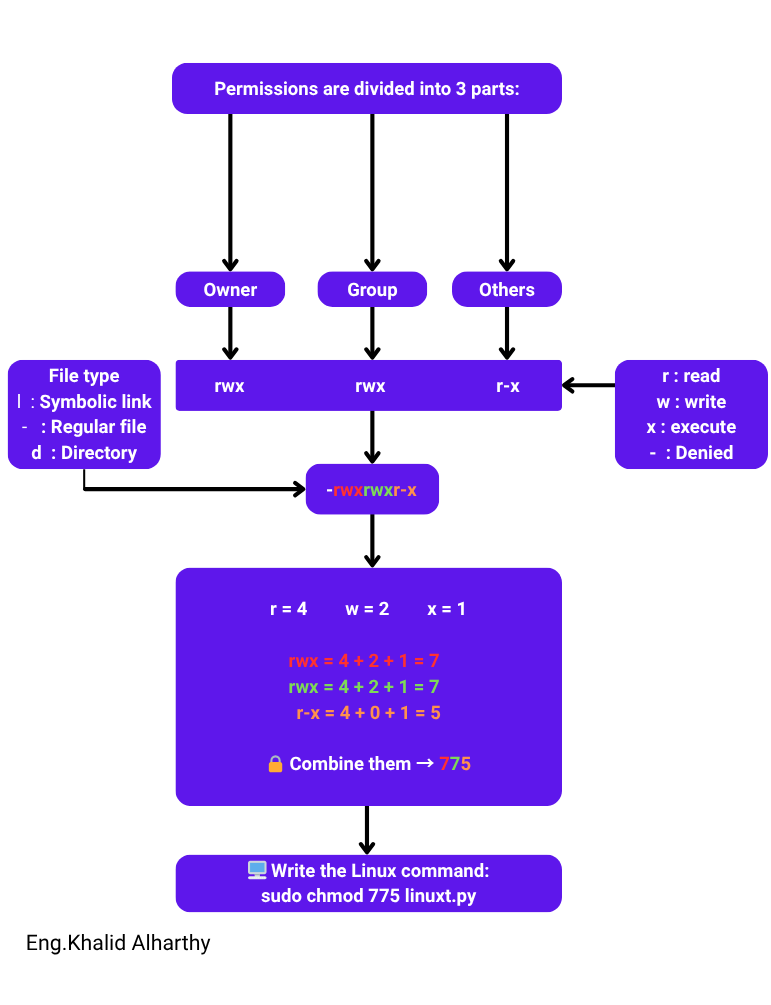 Permissions are divided into 3 parts:
Owner
Group
Others
rwx
rwx
r-x
File type
l : Symbolic link
- : Regular file
d : Directory
r : read
w : write
x : execute
- : Denied
-rwxrwxr-x
r = 4 w = 2 x = 1
rwx = 4 + 2 + 1 = 7
rwx = 4 + 2 + 1 = 7
r-x = 4 + 0 + 1 = 5
🔒 Combine them → 775
🖥️ Write the Linux command:
sudo chmod 775 linuxt.py
Eng.Khalid Alharthy